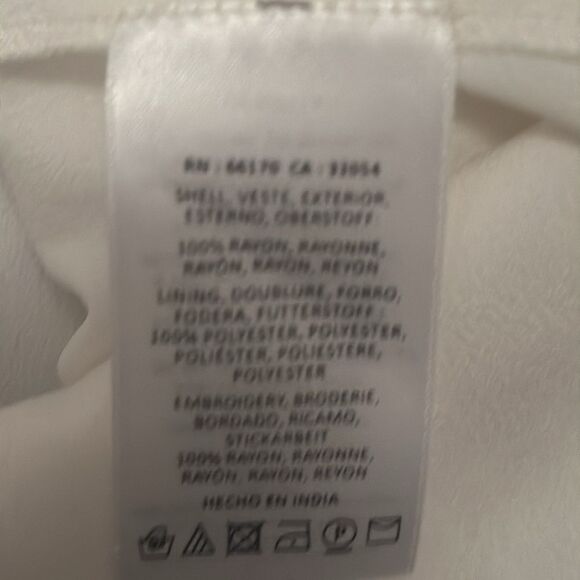 RN : 66170 CA : 33054
SHELL, VESTE, EXTERIOR,
ESTERNO, OBERSTOFF
100% RAYON, RAYONNE,
RAYÓN, RAYON, REYON
LINING, DOUBLURE, FORRO,
FODERA, FUTTERSTOFF :
100% POLYESTER, POLYESTER,
POLIÉSTER, POLIESTERE,
POLYESTER
EMBROIDERY, BRODERIE,
BORDADO, RICAMO,
STICKARBEIT
100% RAYON, RAYONNE,
RAYÓN, RAYON, REYON
HECHO EN INDIA